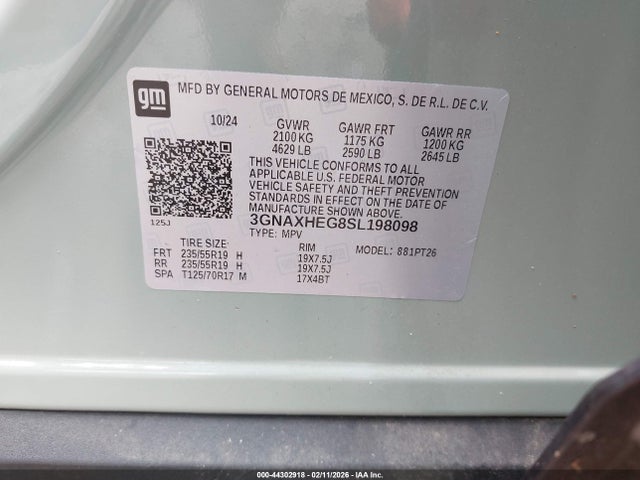 gm
MFD BY GENERAL MOTORS DE MEXICO, S. DE R.L. DE C.V.
10/24 GVWR GAWR FRT GAWR RR
2100 KG 1175 KG 1200 KG
4629 LB 2590 LB 2645 LB
THIS VEHICLE CONFORMS TO ALL
APPLICABLE U.S. FEDERAL MOTOR
VEHICLE SAFETY AND THEFT PREVENTION
STANDARDS IN EFFECT ON THE DATE OF
MANUFACTURE SHOWN ABOVE.
125J 3GNAXHEG8SL198098
TYPE: MPV MODEL: 881PT26
TIRE SIZE: RIM
FRT 235/55R19 H 19X7.5J
RR 235/55R19 H 19X7.5J
SPA T125/70R17 M 17X4BT
000-44302918 - 02/11/2026 - IAA Inc.